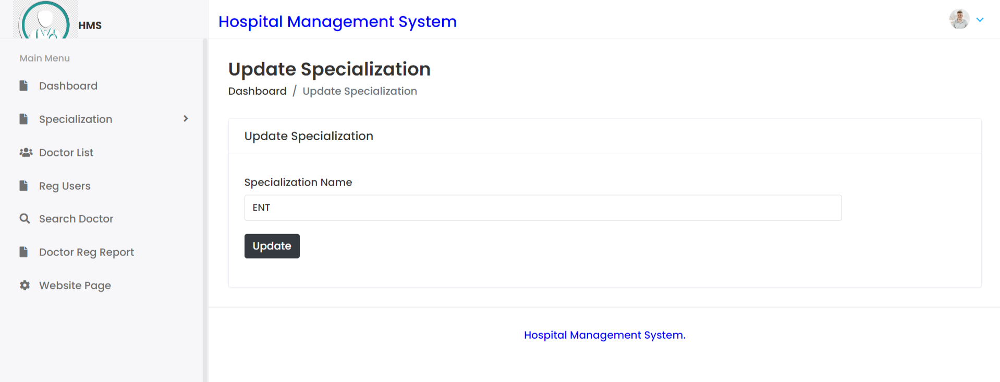 HMS
Hospital Management System
Main Menu
Dashboard
Specialization
Doctor List
Reg Users
Search Doctor
Doctor Reg Report
Website Page
Update Specialization
Dashboard / Update Specialization
Update Specialization
Specialization Name
ENT
Update
Hospital Management System.